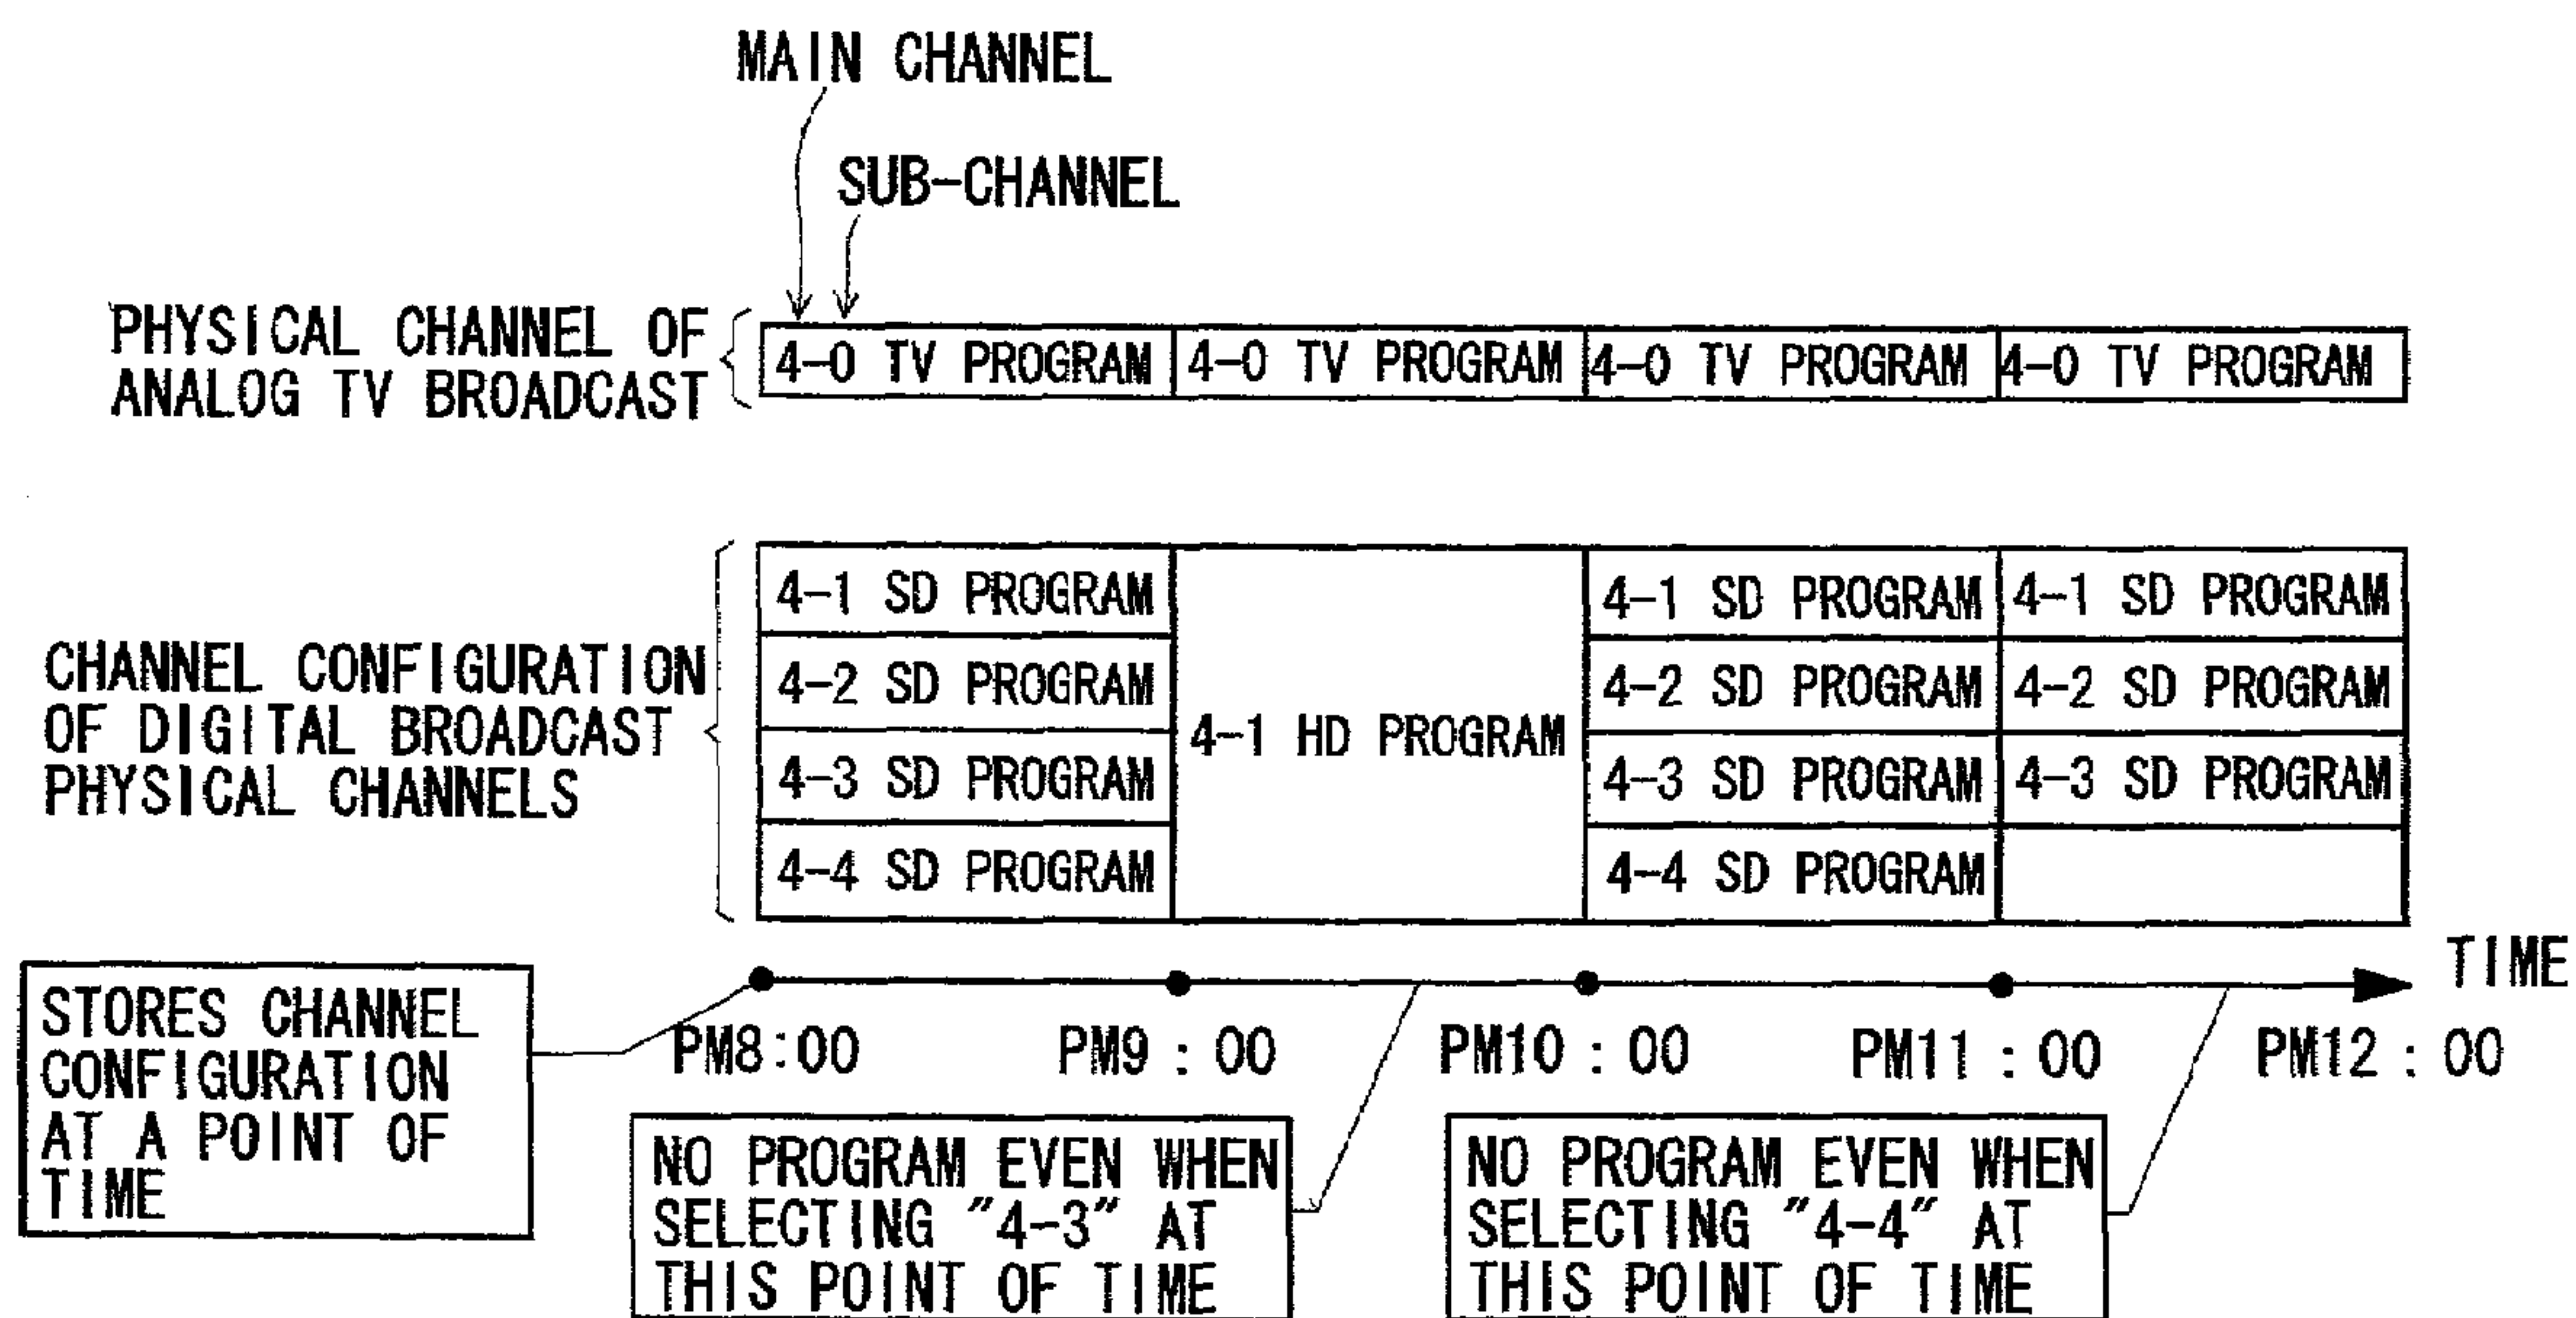 MAIN CHANNEL
SUB-CHANNEL
PHYSICAL CHANNEL OF
ANALOG TV BROADCAST
4-0 TV PROGRAM 4-0 TV PROGRAM 4-0 TV PROGRAM 4-0 TV PROGRAM
CHANNEL CONFIGURATION
OF DIGITAL BROADCAST
PHYSICAL CHANNELS
4-1 SD PROGRAM
4-2 SD PROGRAM
4-3 SD PROGRAM
4-4 SD PROGRAM
4-1 HD PROGRAM
4-1 SD PROGRAM
4-2 SD PROGRAM
4-3 SD PROGRAM
4-4 SD PROGRAM
4-1 SD PROGRAM
4-2 SD PROGRAM
4-3 SD PROGRAM
TIME
PM8:00 PM9 : 00 PM10 : 00 PM11 : 00 PM12 : 00
STORES CHANNEL
CONFIGURATION
AT A POINT OF
TIME
NO PROGRAM EVEN WHEN
SELECTING "4-3" AT
THIS POINT OF TIME
NO PROGRAM EVEN WHEN
SELECTING "4-4" AT
THIS POINT OF TIME